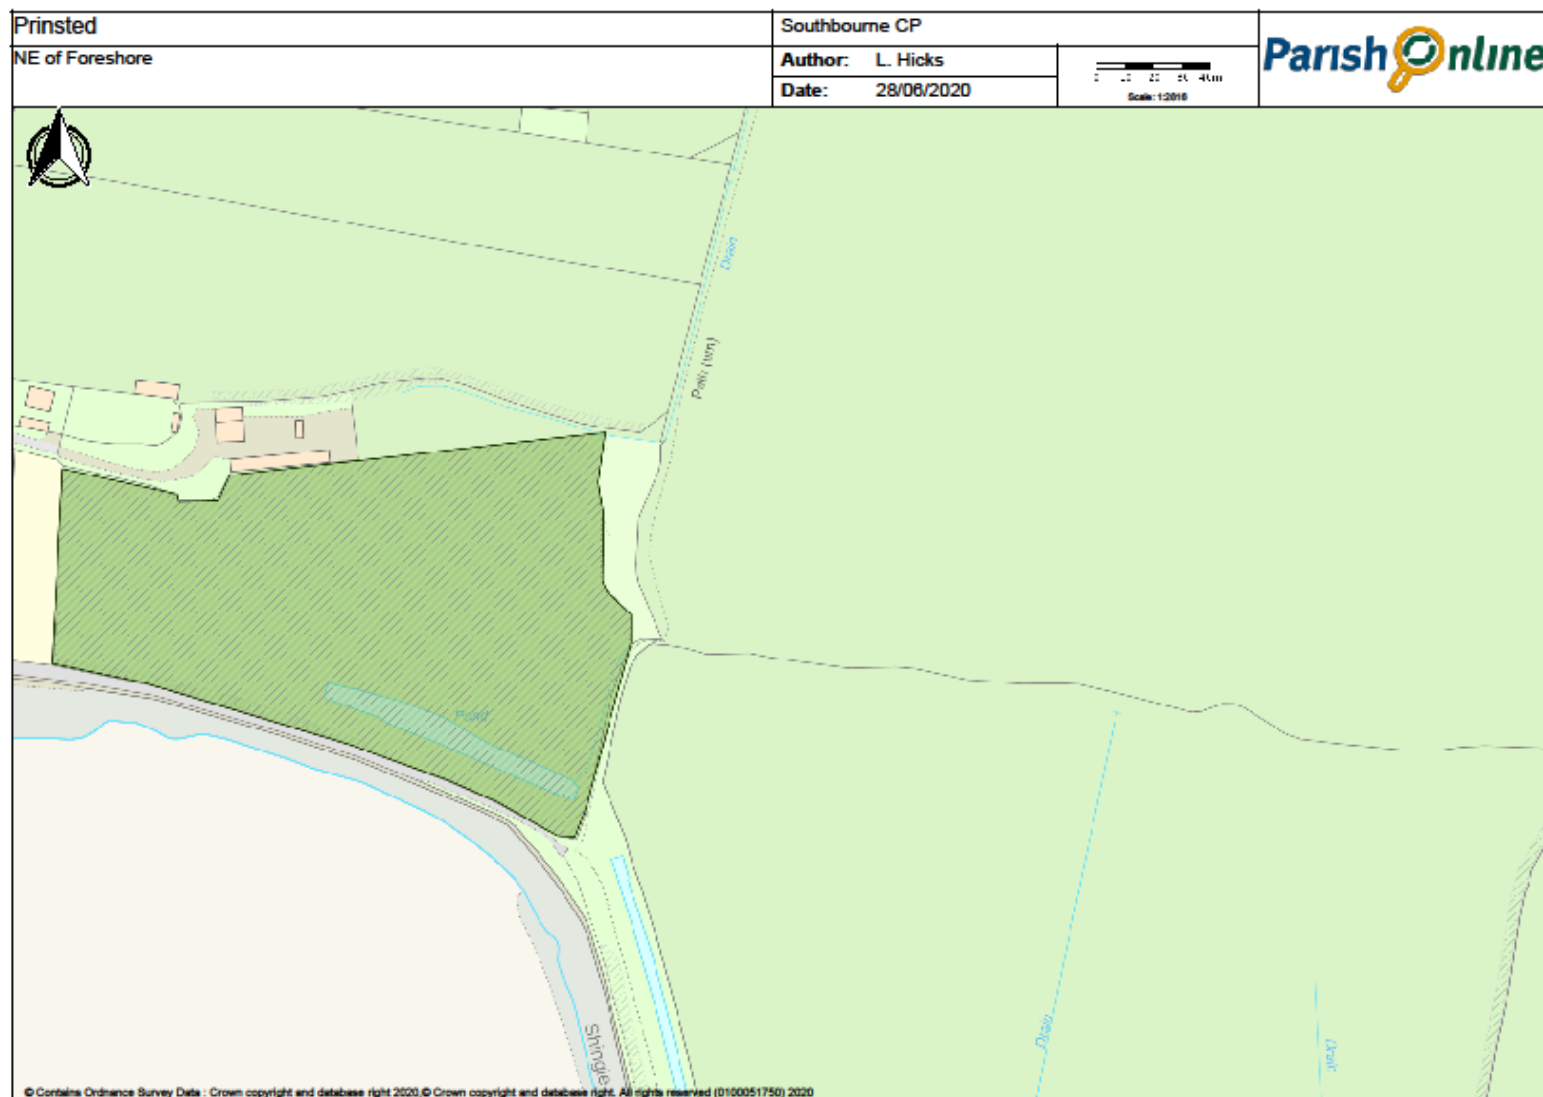 Prinsted
Southbourne CP
NE of Foreshore
Author: L. Hicks
Date: 28/06/2020
Scale: 1:2016
Parish Online
Drain
Path (um)
Pond
Shingle
Drain
Drain
© Contains Ordnance Survey Data : Crown copyright and database right 2020.© Crown copyright and database right. All rights reserved (0100051750) 2020